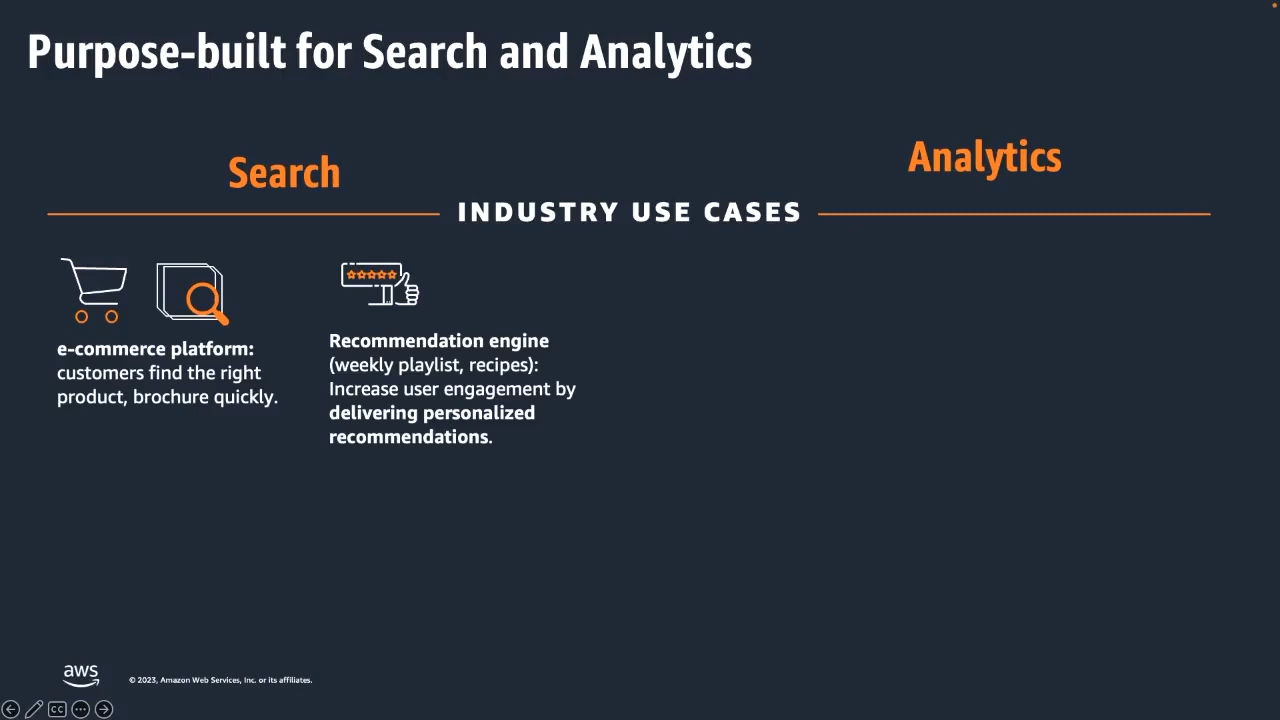 Purpose-built for Search and Analytics
Search
Analytics
INDUSTRY USE CASES
e-commerce platform:
customers find the right
product, brochure quickly.
Recommendation engine
(weekly playlist, recipes):
Increase user engagement by
delivering personalized
recommendations.
aws
© 2023, Amazon Web Services, Inc. or its affiliates.
CC